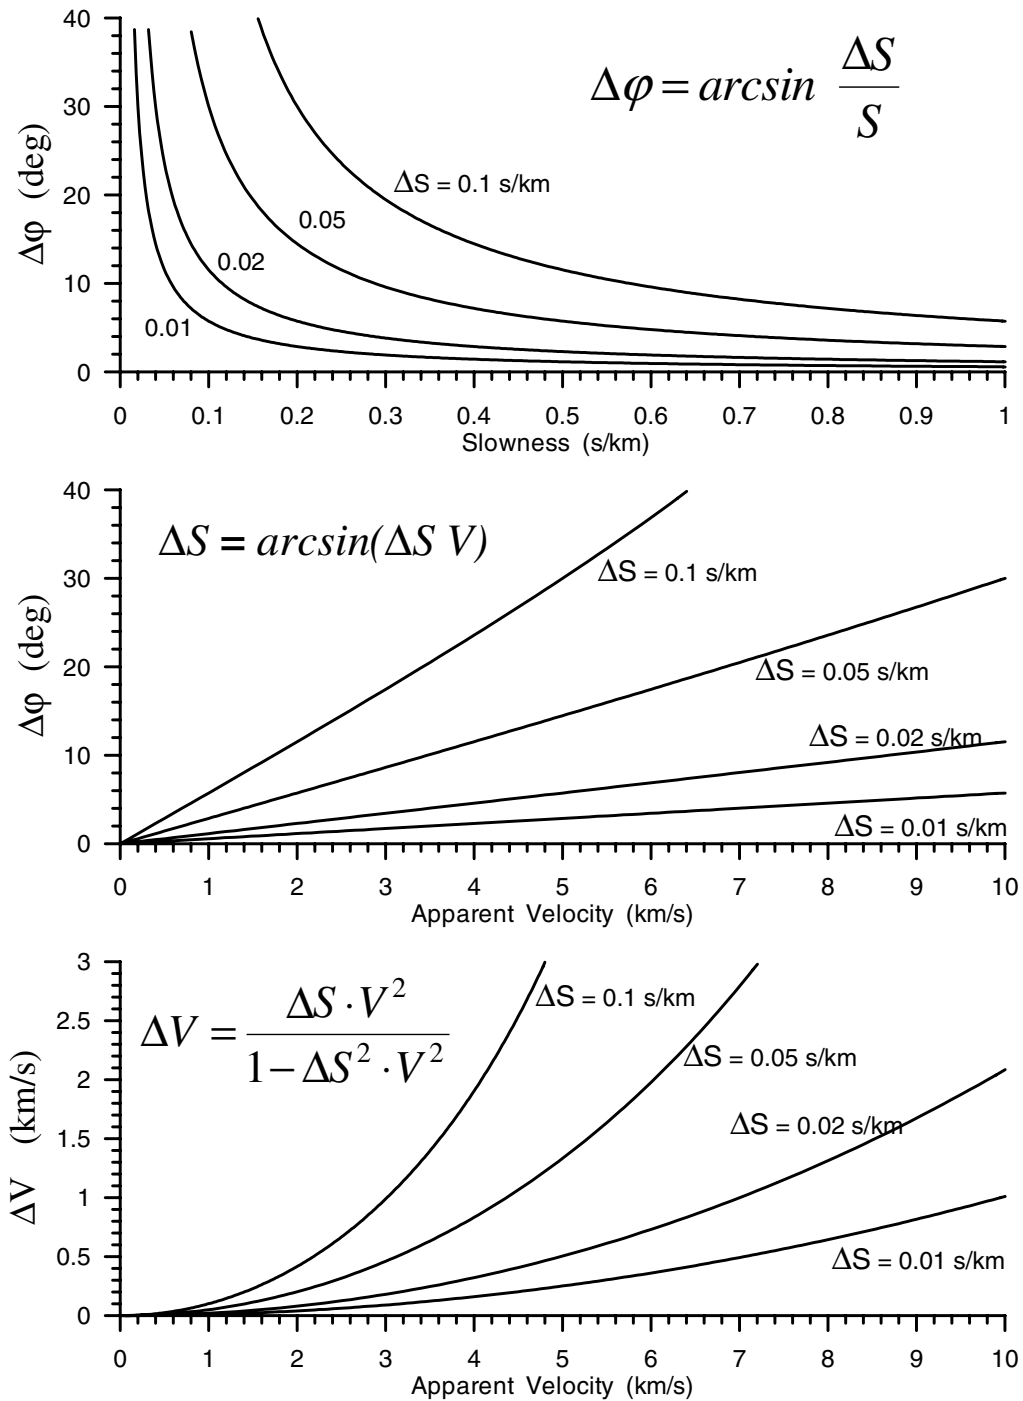 40
30
20
10
0
Δφ (deg)
Δφ = arcsin ΔS/S
ΔS = 0.1 s/km
0.05
0.02
0.01
0 0.1 0.2 0.3 0.4 0.5 0.6 0.7 0.8 0.9 1
Slowness (s/km)
40
30
20
10
0
Δφ (deg)
ΔS = arcsin(ΔS V)
ΔS = 0.1 s/km
ΔS = 0.05 s/km
ΔS = 0.02 s/km
ΔS = 0.01 s/km
0 1 2 3 4 5 6 7 8 9 10
Apparent Velocity (km/s)
3
2.5
2
1.5
1
0.5
0
ΔV (km/s)
ΔV = ΔS · V² / 1 − ΔS² · V²
ΔS = 0.1 s/km
ΔS = 0.05 s/km
ΔS = 0.02 s/km
ΔS = 0.01 s/km
0 1 2 3 4 5 6 7 8 9 10
Apparent Velocity (km/s)